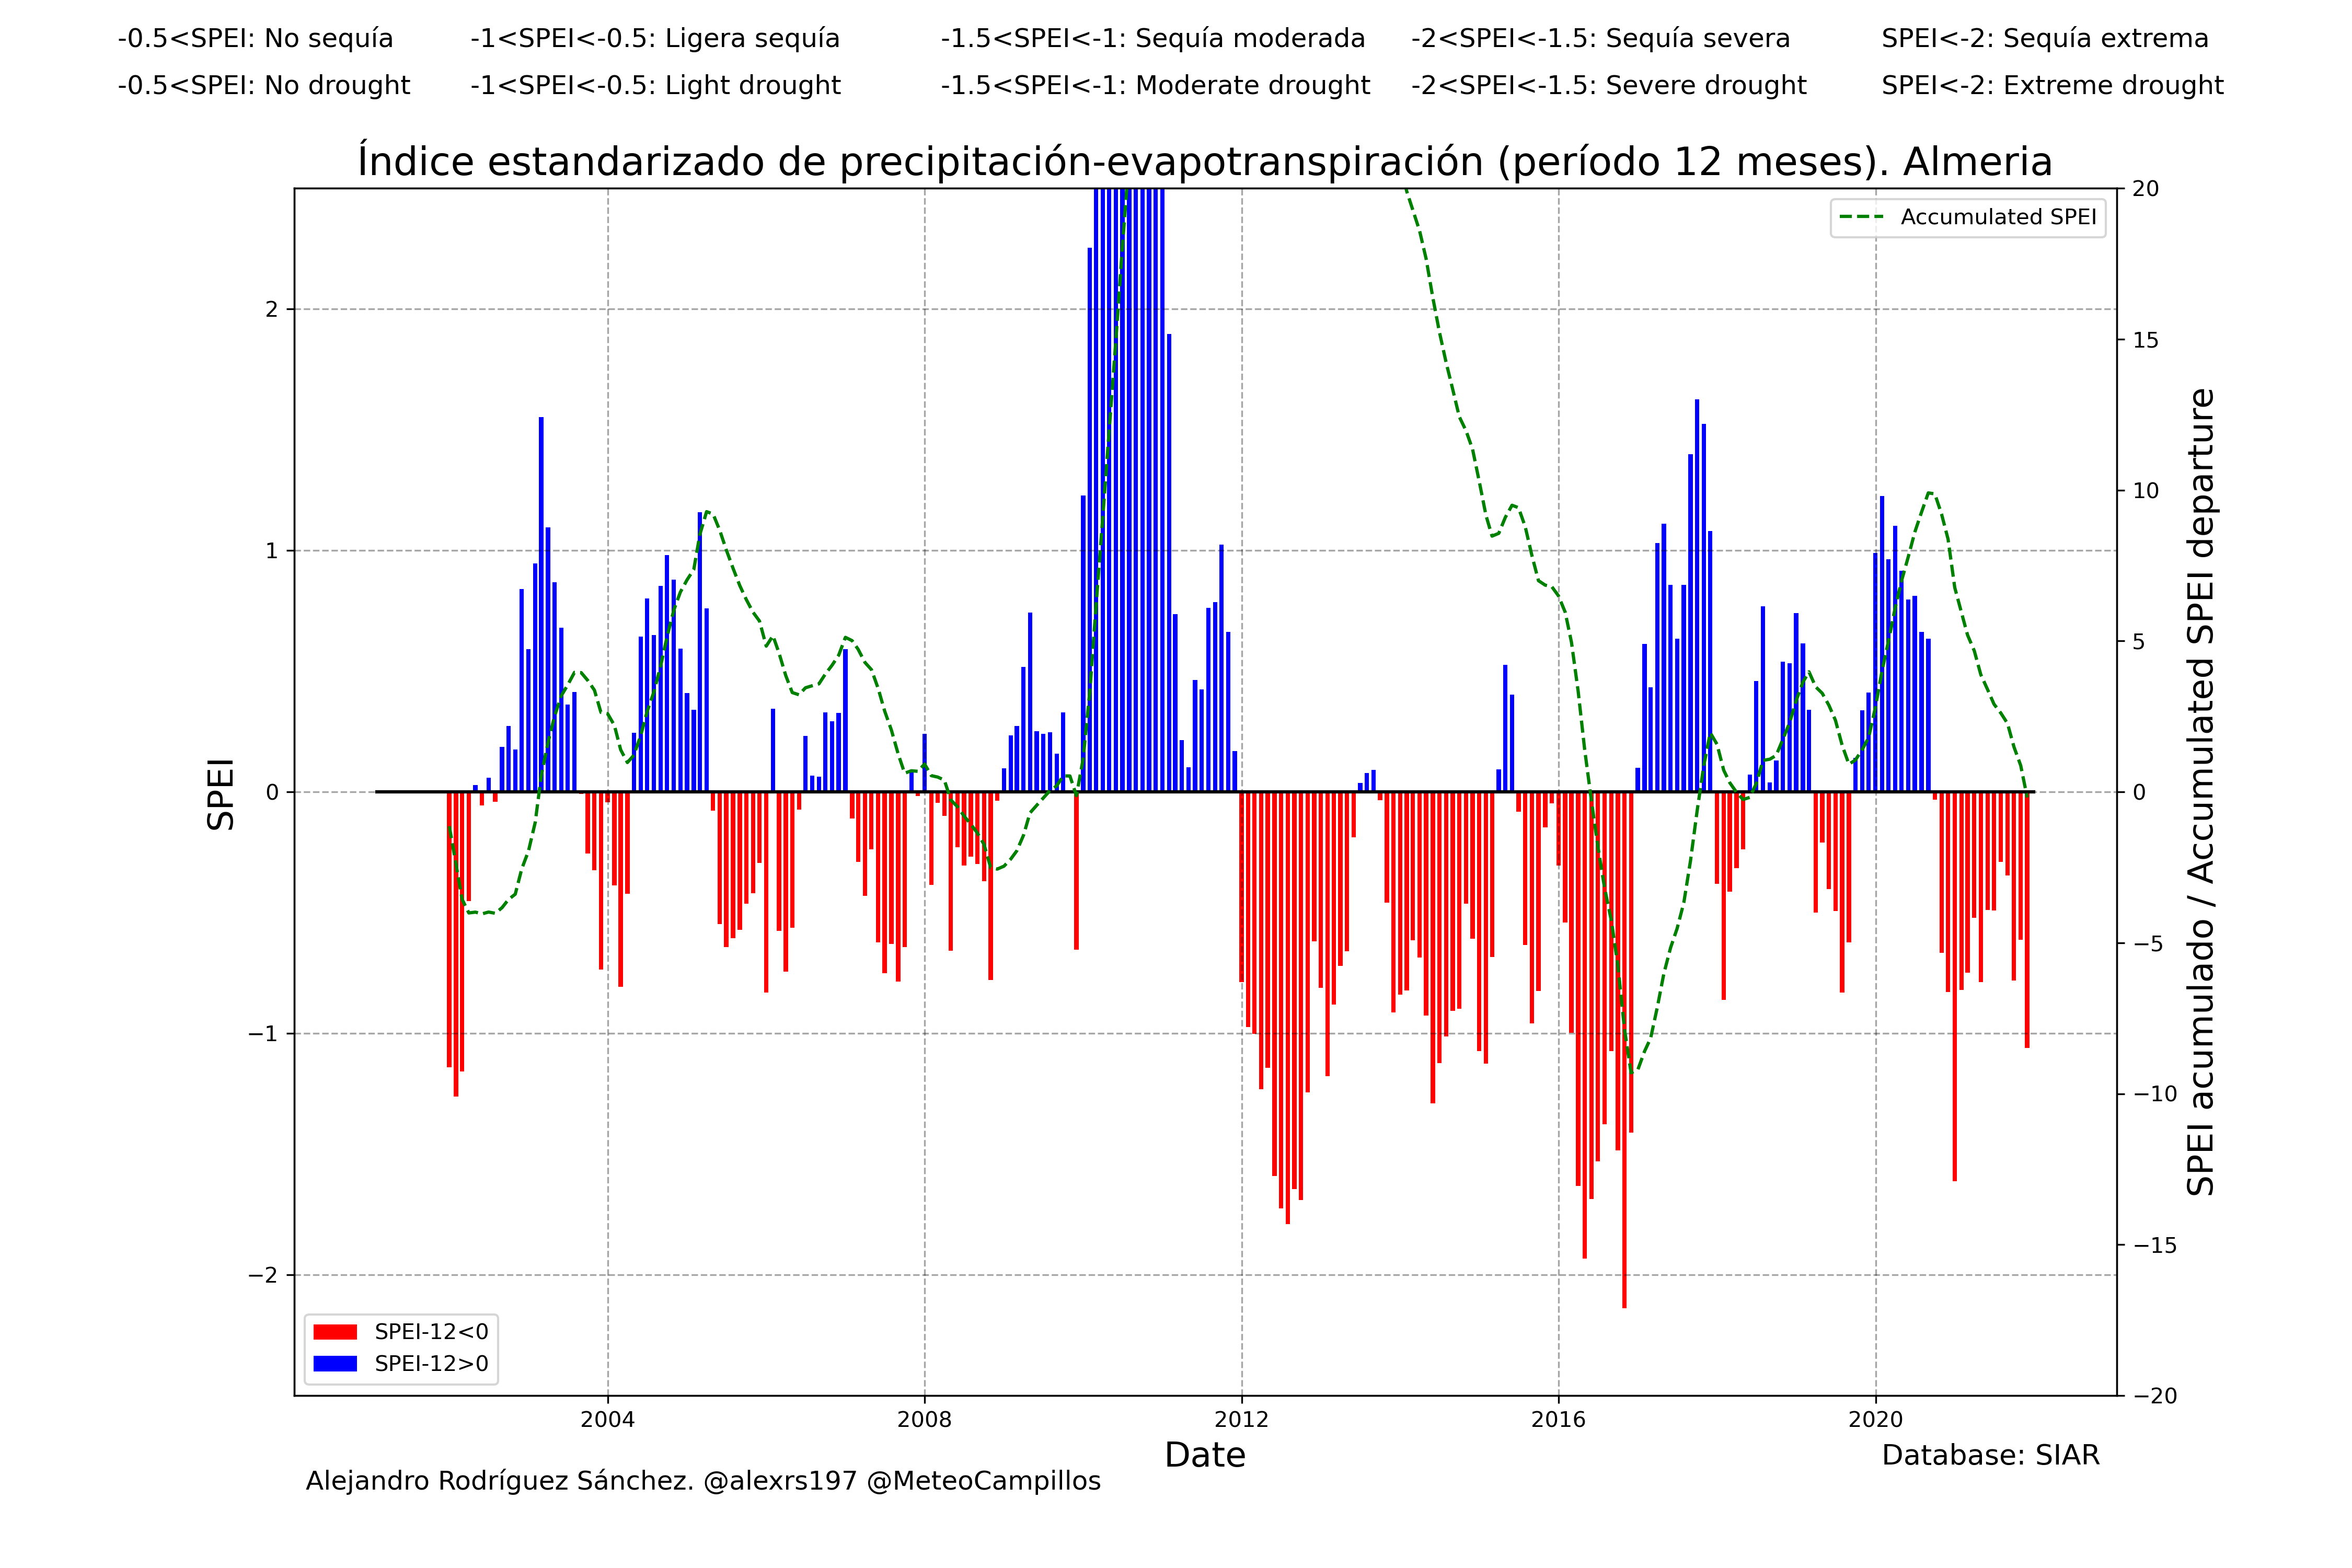 -0.5<SPEI: No sequía -1<SPEI<-0.5: Ligera sequía -1.5<SPEI<-1: Sequía moderada -2<SPEI<-1.5: Sequía severa SPEI<-2: Sequía extrema
-0.5<SPEI: No drought -1<SPEI<-0.5: Light drought -1.5<SPEI<-1: Moderate drought -2<SPEI<-1.5: Severe drought SPEI<-2: Extreme drought
Índice estandarizado de precipitación-evapotranspiración (período 12 meses). Almeria
Accumulated SPEI
SPEI
2
1
0
−1
−2
20
15
10
5
0
−5
−10
−15
−20
SPEI acumulado / Accumulated SPEI departure
SPEI-12<0
SPEI-12>0
2004 2008 2012 2016 2020
Date
Database: SIAR
Alejandro Rodríguez Sánchez. @alexrs197 @MeteoCampillos